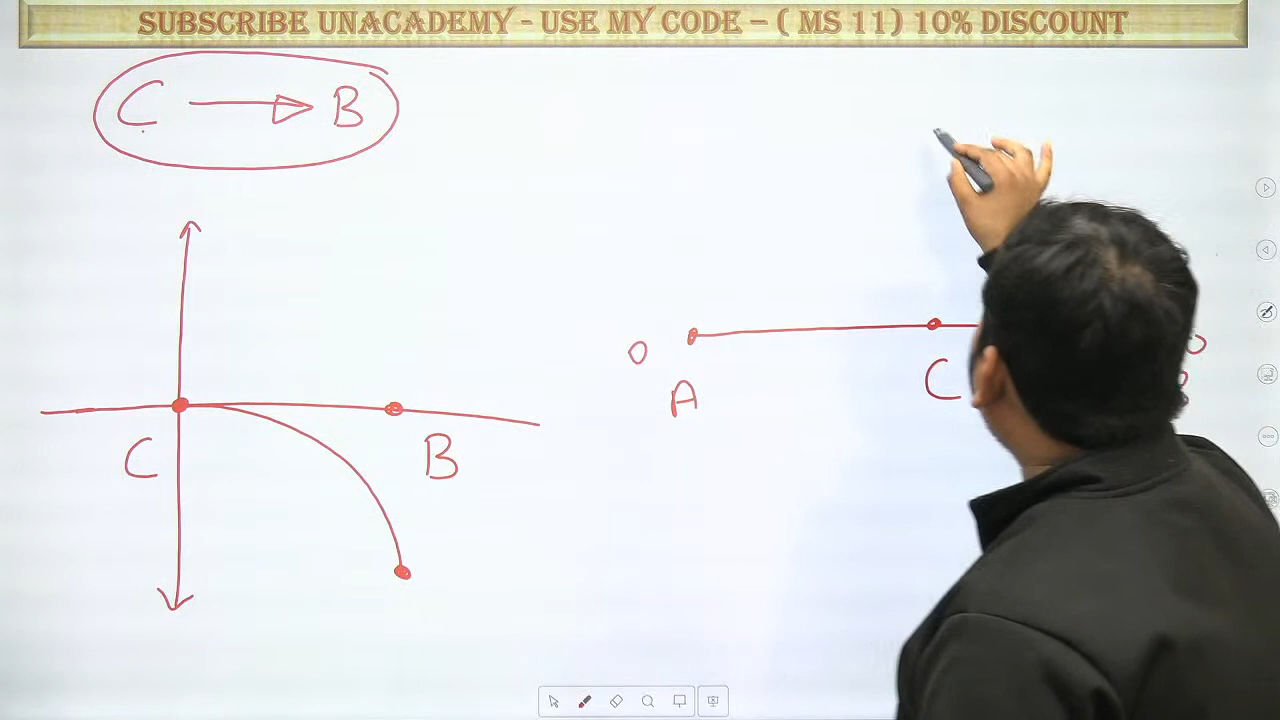 SUBSCRIBE UNACADEMY - USE MY CODE – ( MS 11) 10% DISCOUNT
C → B
O
A
C
C
B